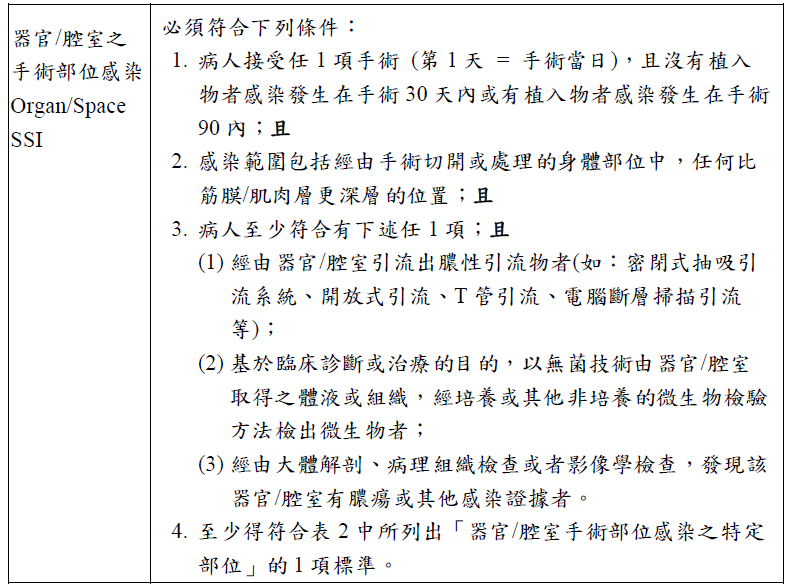 器官/腔室之
手術部位感染
Organ/Space
SSI
必須符合下列條件：
1. 病人接受任 1 項手術 (第 1 天 = 手術當日)，且沒有植入
物者感染發生在手術 30 天內或有植入物者感染發生在手術
90 內；且
2. 感染範圍包括經由手術切開或處理的身體部位中，任何比
筋膜/肌肉層更深層的位置；且
3. 病人至少符合有下述任 1 項；且
(1) 經由器官/腔室引流出膿性引流物者(如：密閉式抽吸引
流系統、開放式引流、T 管引流、電腦斷層掃描引流
等)；
(2) 基於臨床診斷或治療的目的，以無菌技術由器官/腔室
取得之體液或組織，經培養或其他非培養的微生物檢驗
方法檢出微生物者；
(3) 經由大體解剖、病理組織檢查或者影像學檢查，發現該
器官/腔室有膿瘍或其他感染證據者。
4. 至少得符合表 2 中所列出「器官/腔室手術部位感染之特定
部位」的 1 項標準。